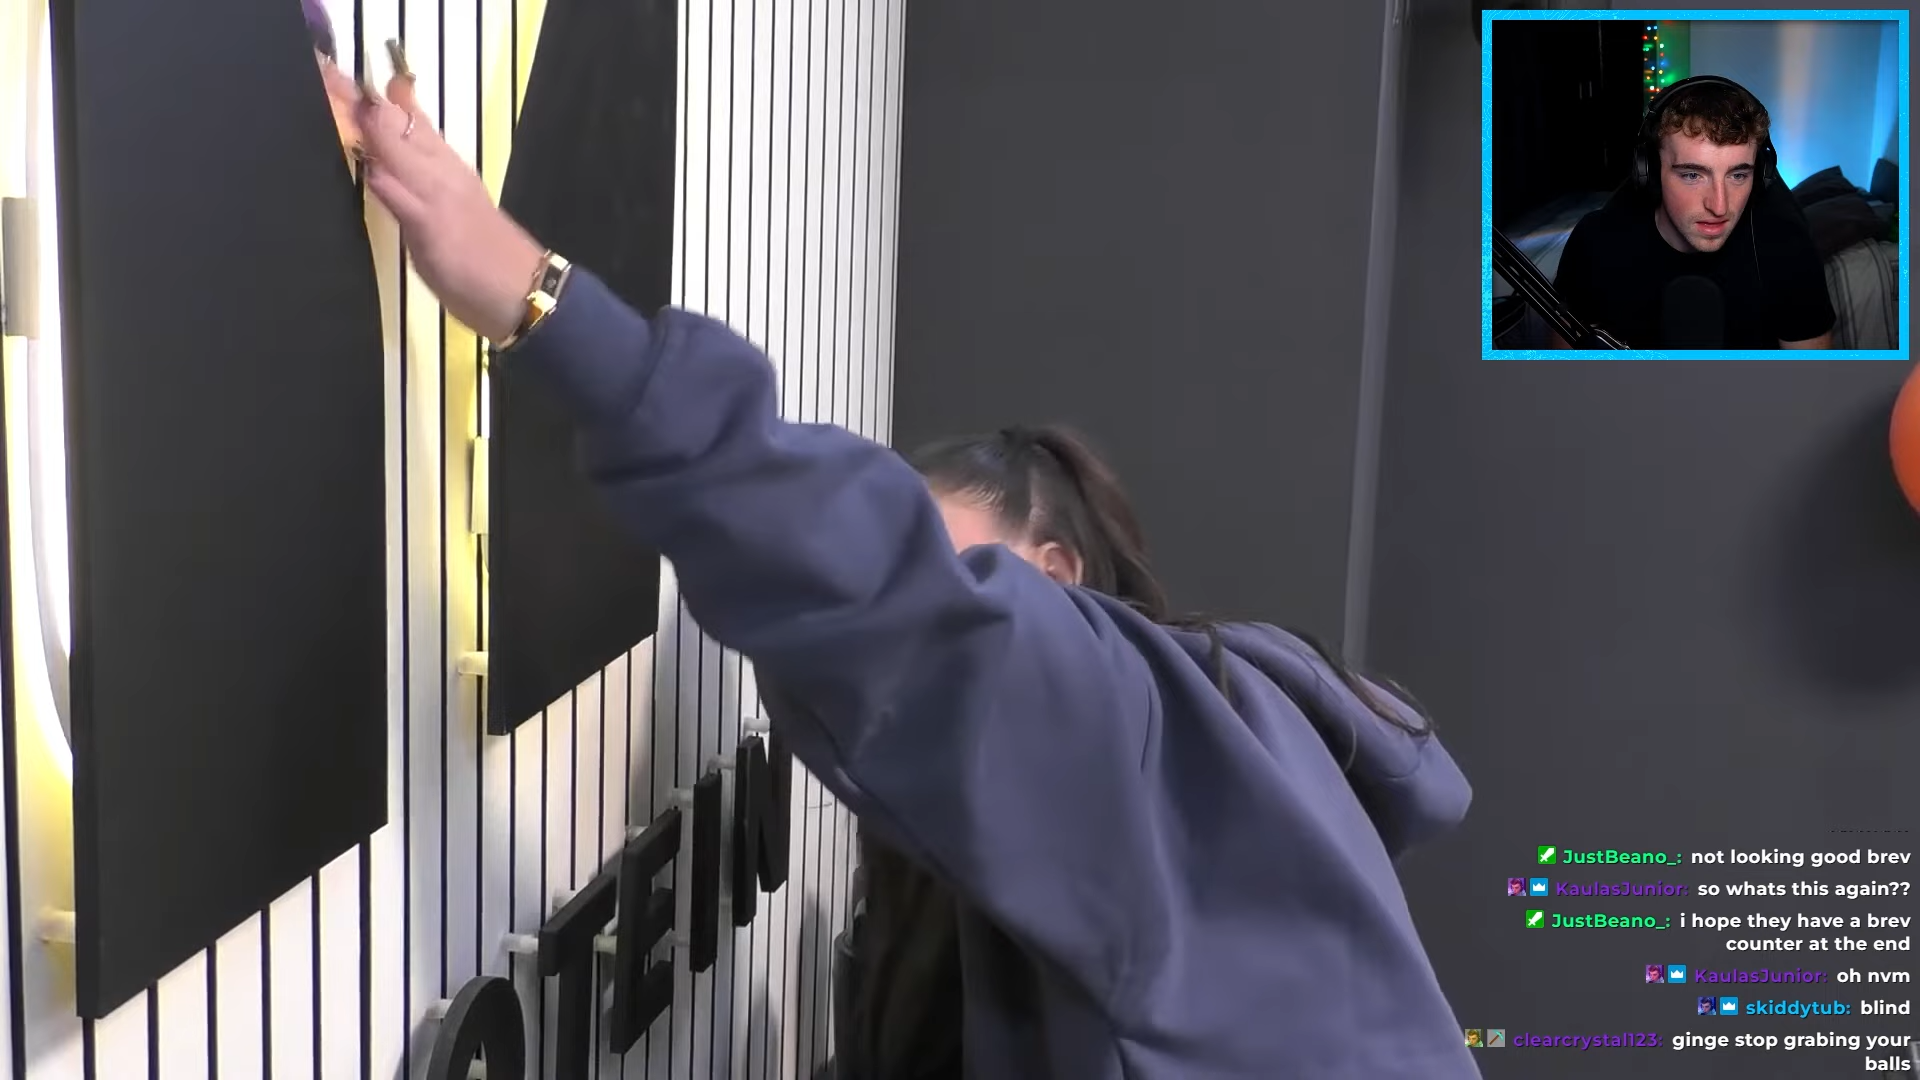 OTEIN
JustBeano_: not looking good brev
KaulasJunior: so whats this again??
JustBeano_: i hope they have a brev
counter at the end
KaulasJunior: oh nvm
skiddytub: blind
clearcrystal123: ginge stop grabing your
balls